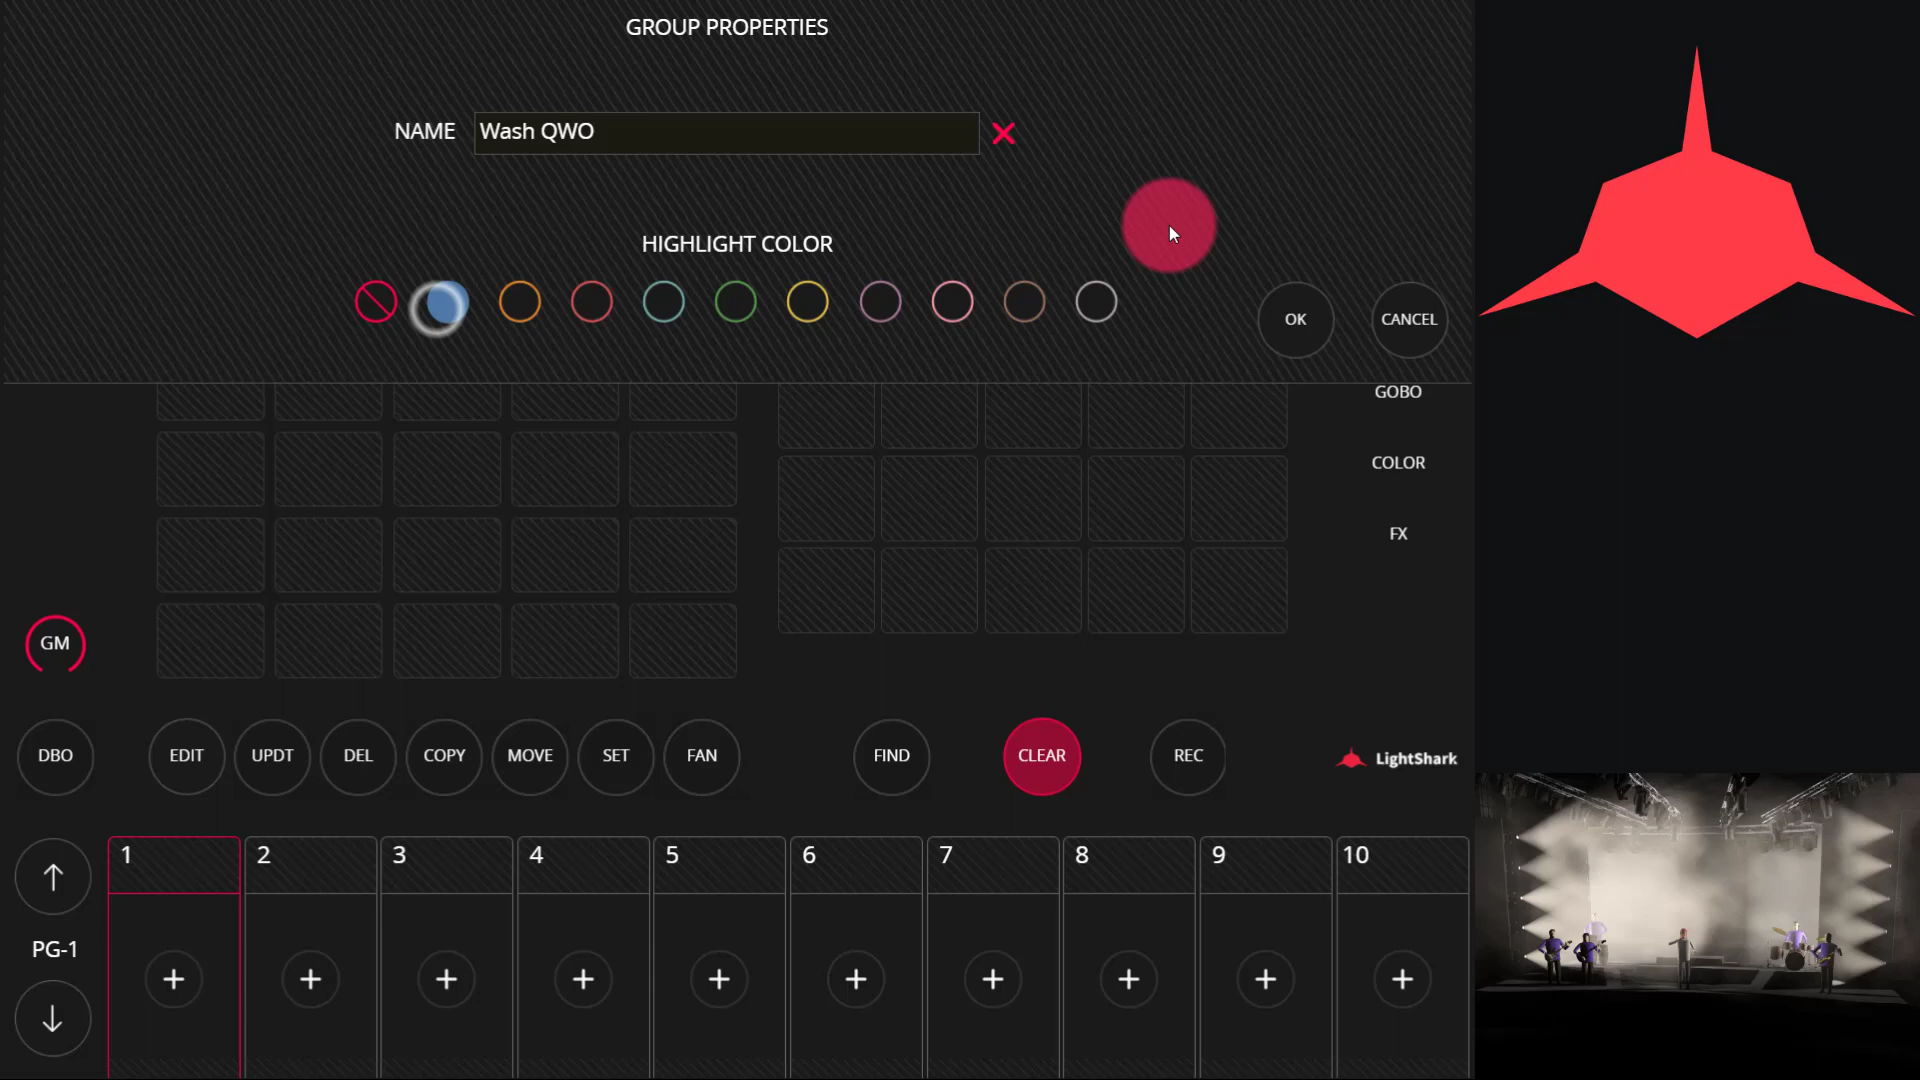 GROUP PROPERTIES
NAME Wash QWO
HIGHLIGHT COLOR
OK CANCEL
GOBO
COLOR
FX
GM
DBO EDIT UPDT DEL COPY MOVE SET FAN FIND CLEAR REC LightShark
1 2 3 4 5 6 7 8 9 10
PG-1